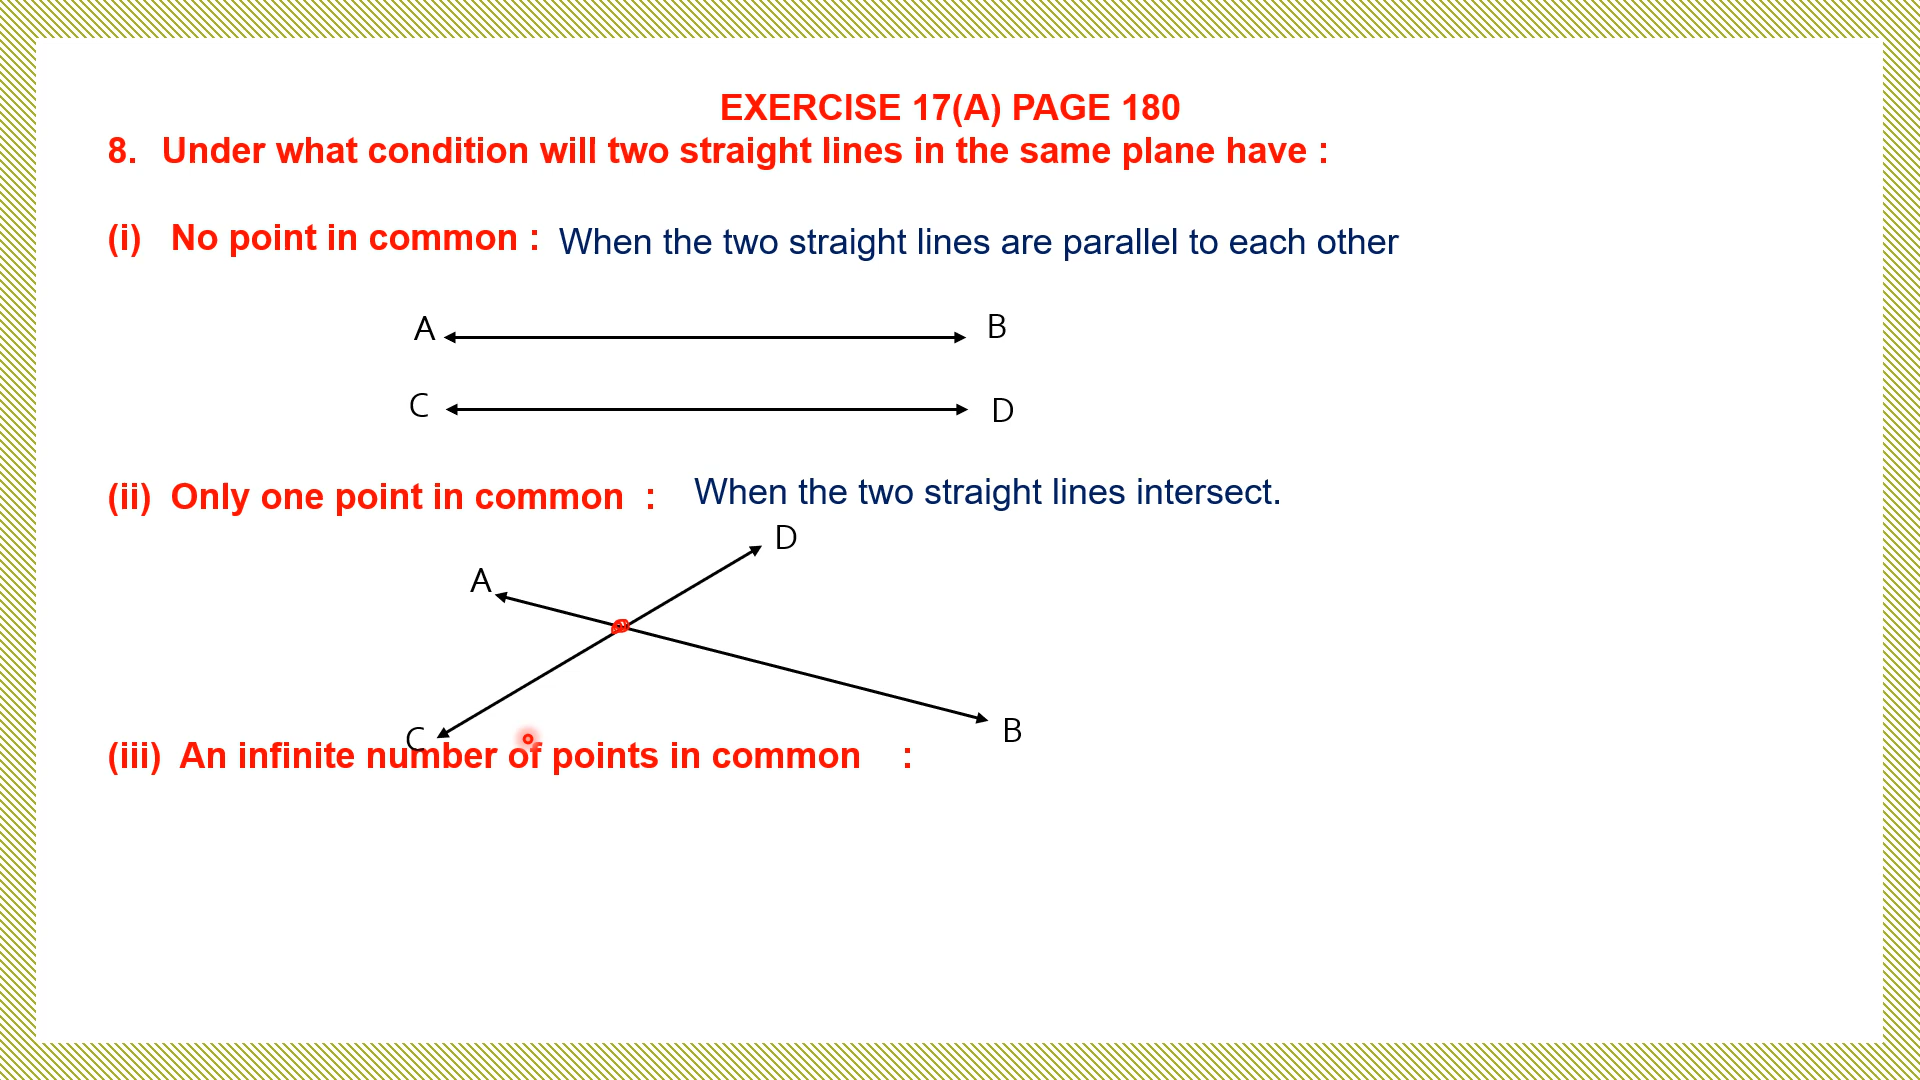 EXERCISE 17(A) PAGE 180
8. Under what condition will two straight lines in the same plane have :
(i) No point in common : When the two straight lines are parallel to each other
A B
C D
(ii) Only one point in common : When the two straight lines intersect.
D
A
C B
(iii) An infinite number of points in common :